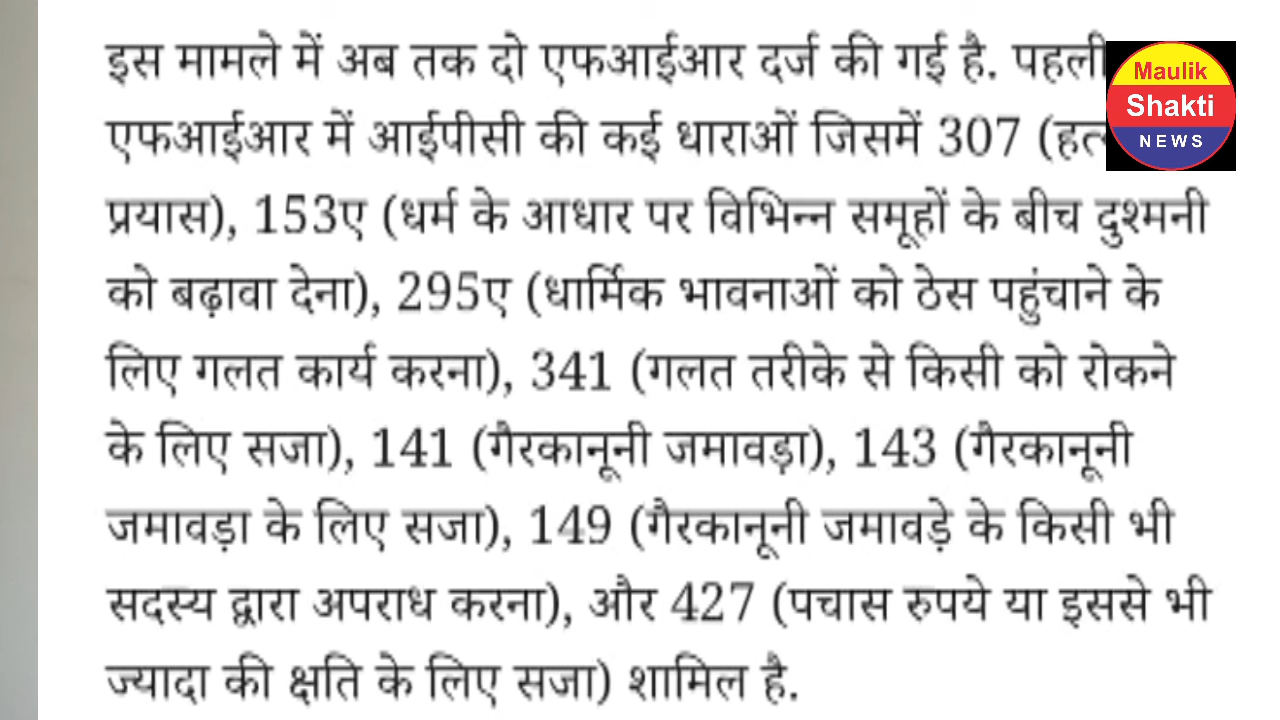 इस मामले में अब तक दो एफआईआर दर्ज की गई है. पहली
एफआईआर में आईपीसी की कई धाराओं जिसमें 307
प्रयास), 153ए (धर्म के आधार पर विभिन्न समूहों के बीच दुश्मनी
को बढ़ावा देना), 295ए (धार्मिक भावनाओं को ठेस पहुंचाने के
लिए गलत कार्य करना), 341 (गलत तरीके से किसी को रोकने
के लिए सजा), 141 (गैरकानूनी जमावड़ा), 143 (गैरकानूनी
जमावड़ा के लिए सजा), 149 (गैरकानूनी जमावड़े के किसी भी
सदस्य द्वारा अपराध करना), और 427 (पचास रुपये या इससे भी
ज्यादा की क्षति के लिए सजा) शामिल है.
Maulik
Shakti
NEWS